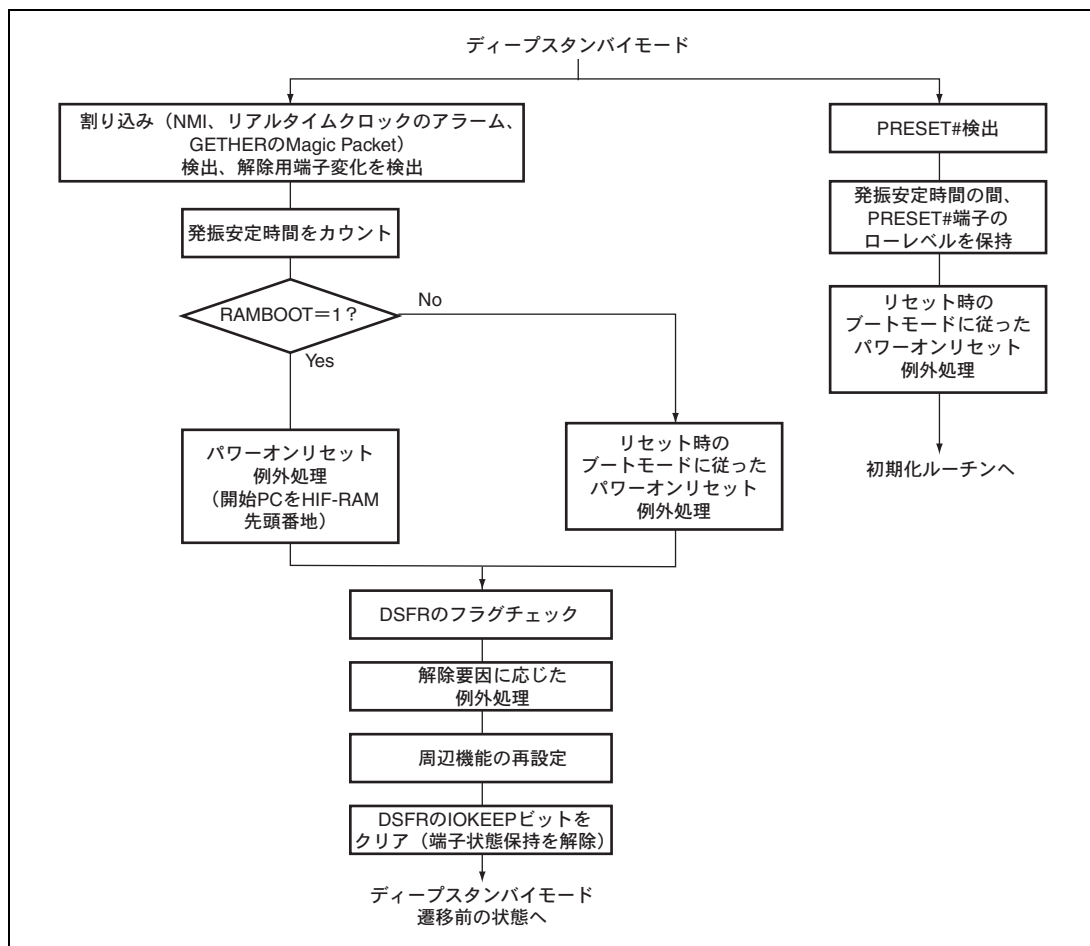 ディープスタンバイモード
割り込み（NMI、リアルタイムクロックのアラーム、
GETHERのMagic Packet）
検出、解除用端子変化を検出
発振安定時間をカウント
RAMBOOT＝1？
No
Yes
パワーオンリセット
例外処理
（開始PCをHIF-RAM
先頭番地）
リセット時の
ブートモードに従った
パワーオンリセット
例外処理
PRESET#検出
発振安定時間の間、
PRESET#端子の
ローレベルを保持
リセット時の
ブートモードに従った
パワーオンリセット
例外処理
初期化ルーチンへ
DSFRのフラグチェック
解除要因に応じた
例外処理
周辺機能の再設定
DSFRのIOKEEPビットを
クリア（端子状態保持を解除）
ディープスタンバイモード
遷移前の状態へ